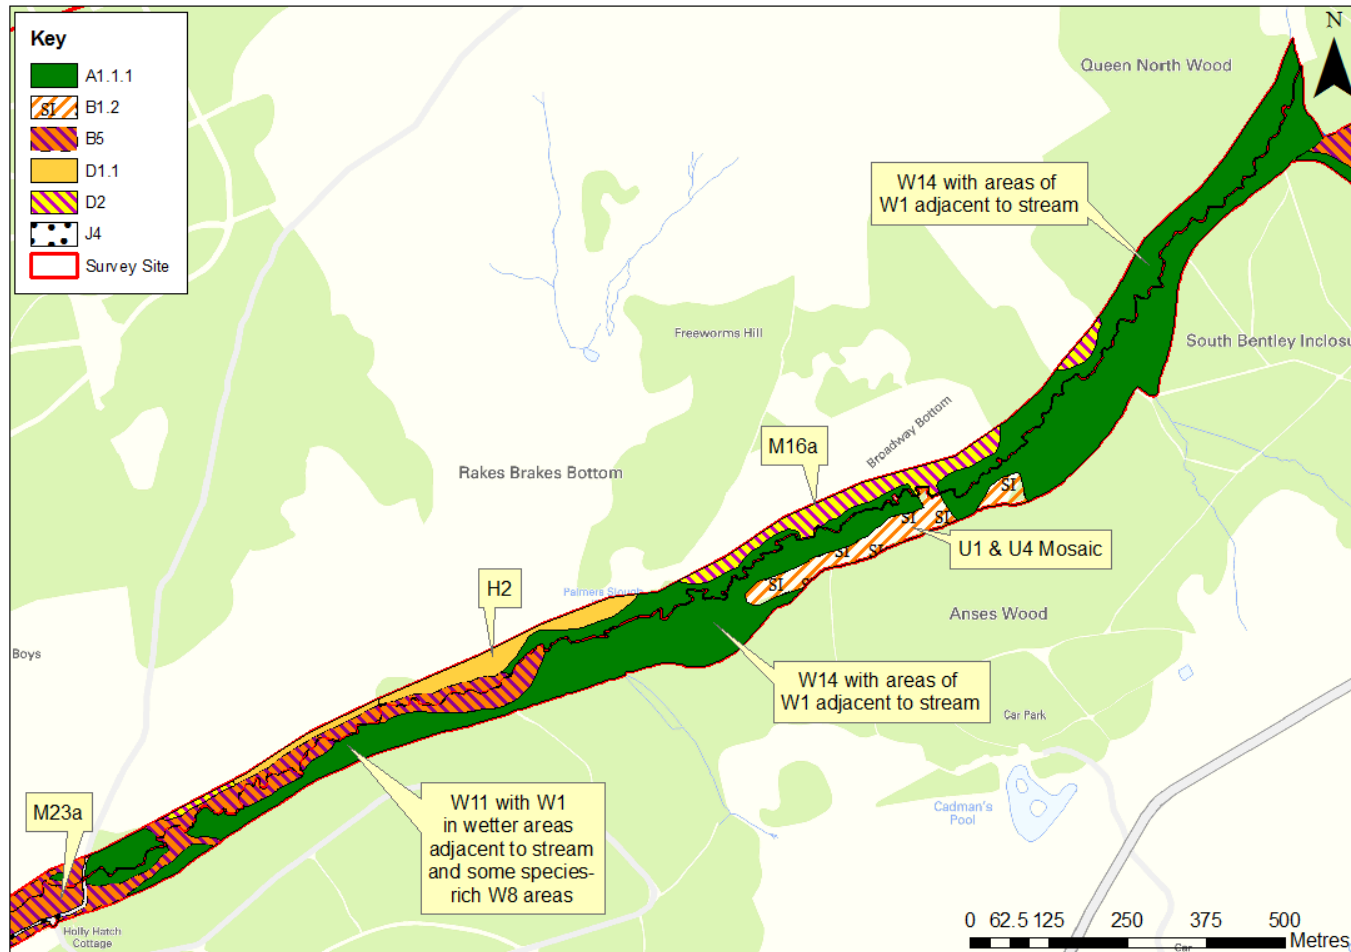 Key
A1.1.1
SI B1.2
B5
D1.1
D2
J4
Survey Site
N
Queen North Wood
W14 with areas of
W1 adjacent to stream
Freeworms Hill
South Bentley Inclosu
Broadway Bottom
M16a
Rakes Brakes Bottom
SI
SI
SI
SI
SI
SI
S
U1 & U4 Mosaic
H2
Palmers Slough
Anses Wood
Boys
W14 with areas of
W1 adjacent to stream
Car Park
W11 with W1
in wetter areas
adjacent to stream
and some species-
rich W8 areas
M23a
Cadman's
Pool
Holly Hatch
Cottage
0 62.5 125 250 375 500
Metres
Car